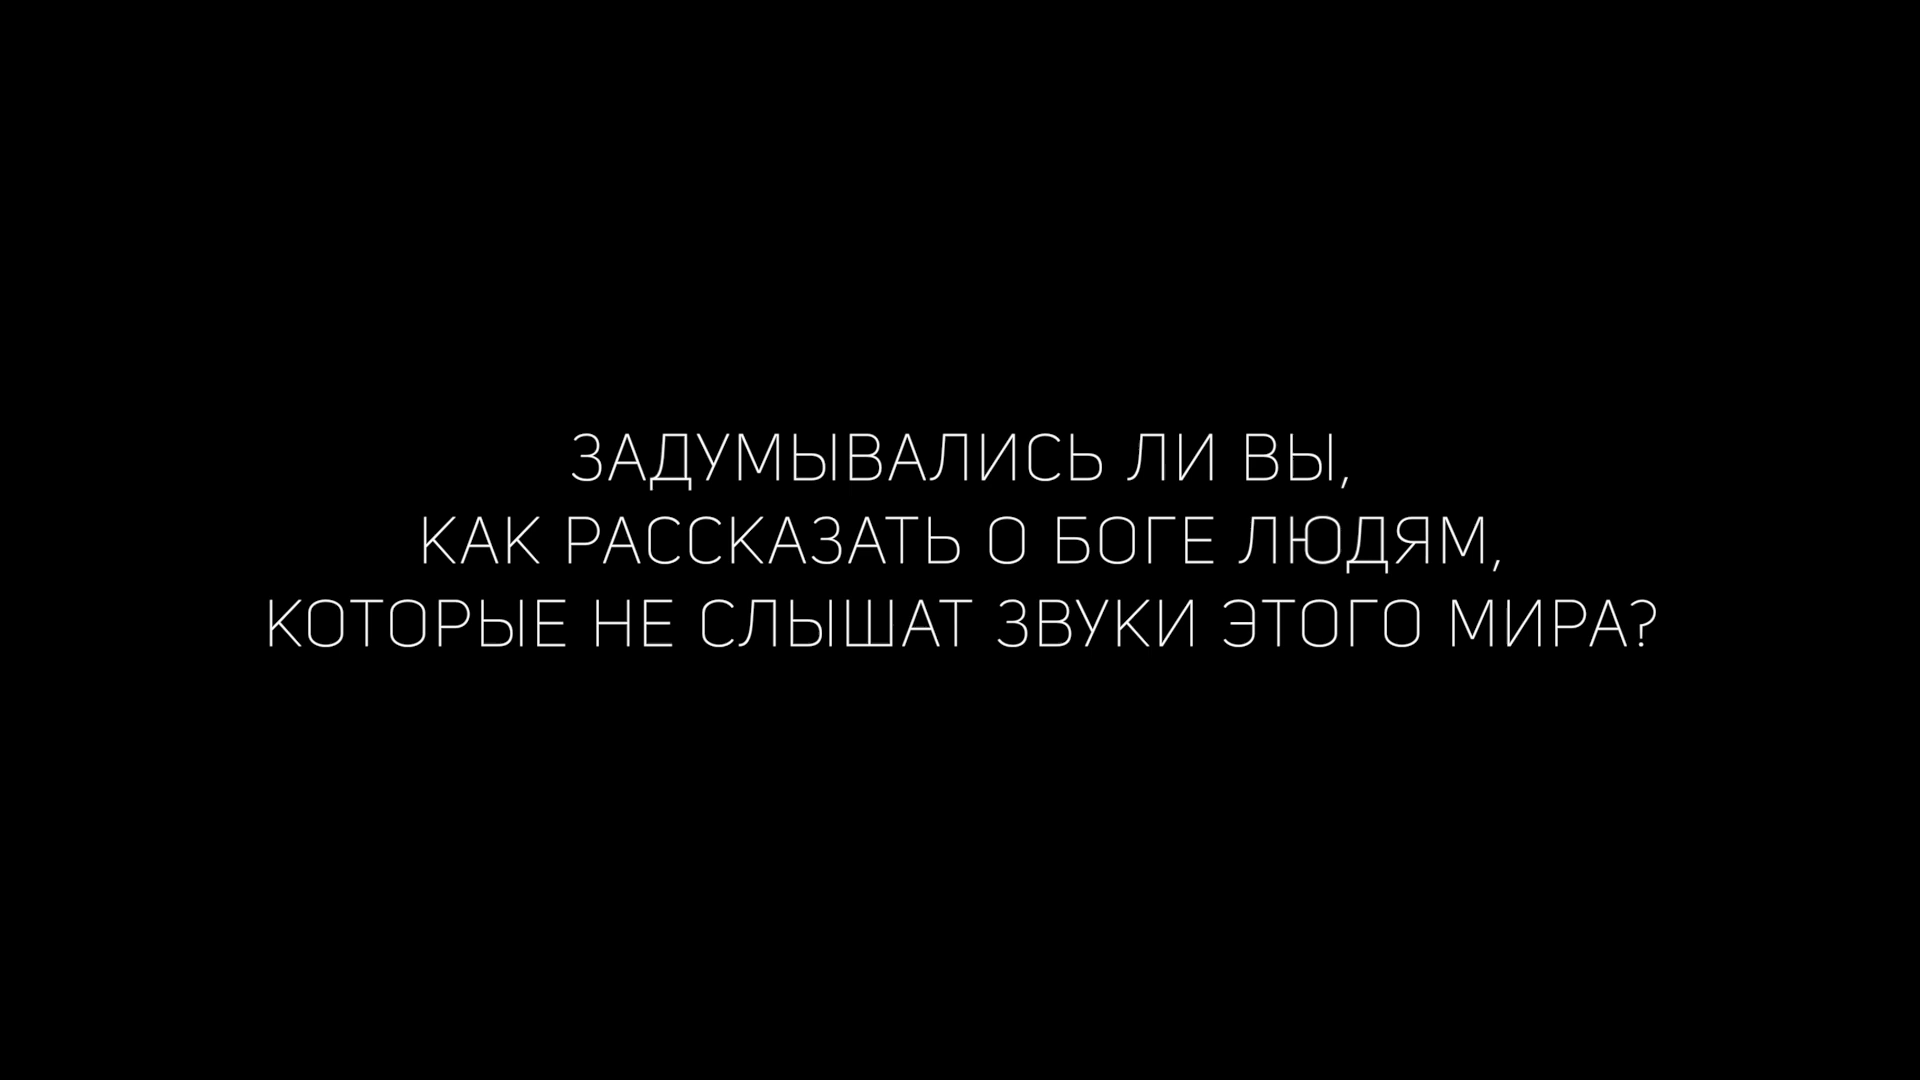 ЗАДУМЫВАЛИСЬ ЛИ ВЫ,
КАК РАССКАЗАТЬ О БОГЕ ЛЮДЯМ,
КОТОРЫЕ НЕ СЛЫШАТ ЗВУКИ ЭТОГО МИРА?